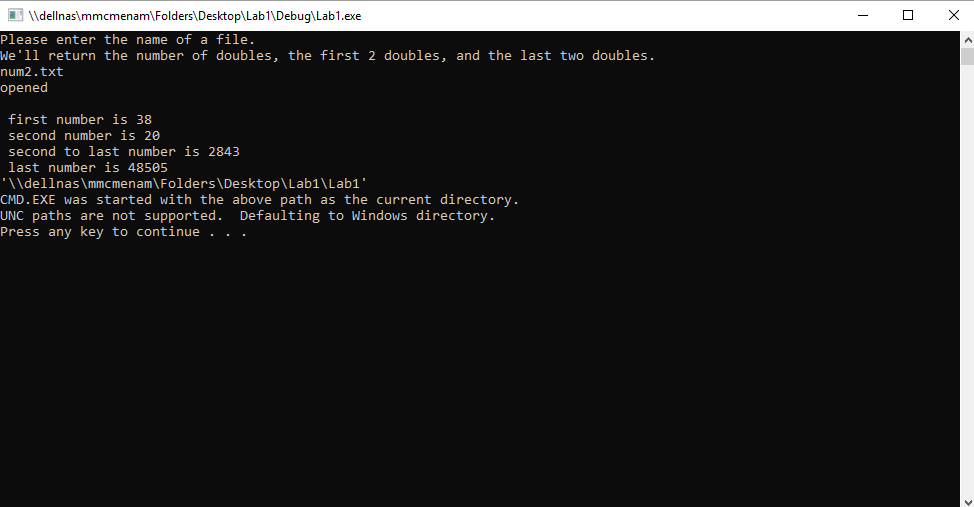 \\dellnas\mmcmenam\Folders\Desktop\Lab1\Debug\Lab1.exe
Please enter the name of a file.
We'll return the number of doubles, the first 2 doubles, and the last two doubles.
num2.txt
opened
first number is 38
second number is 20
second to last number is 2843
last number is 48505
'\\dellnas\mmcmenam\Folders\Desktop\Lab1\Lab1'
CMD.EXE was started with the above path as the current directory.
UNC paths are not supported.  Defaulting to Windows directory.
Press any key to continue . . .